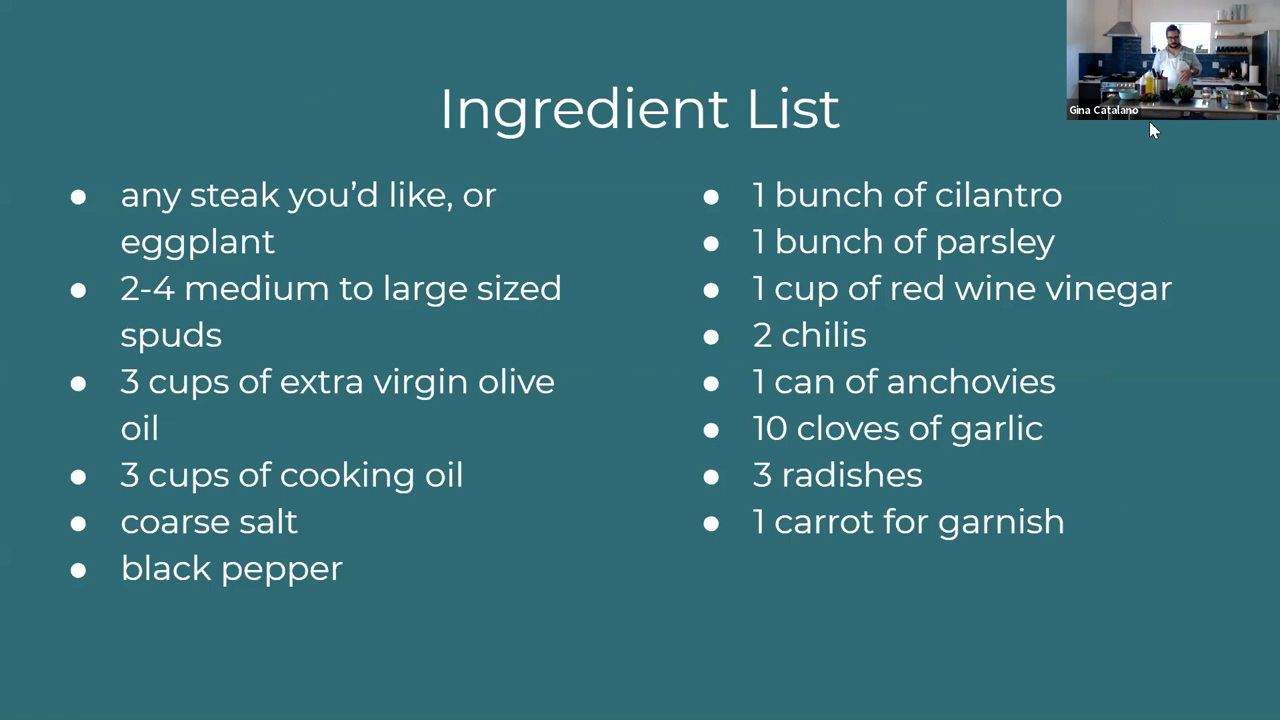 Gina Catalano
Ingredient List
● any steak you’d like, or
eggplant
● 2-4 medium to large sized
spuds
● 3 cups of extra virgin olive
oil
● 3 cups of cooking oil
● coarse salt
● black pepper
● 1 bunch of cilantro
● 1 bunch of parsley
● 1 cup of red wine vinegar
● 2 chilis
● 1 can of anchovies
● 10 cloves of garlic
● 3 radishes
● 1 carrot for garnish